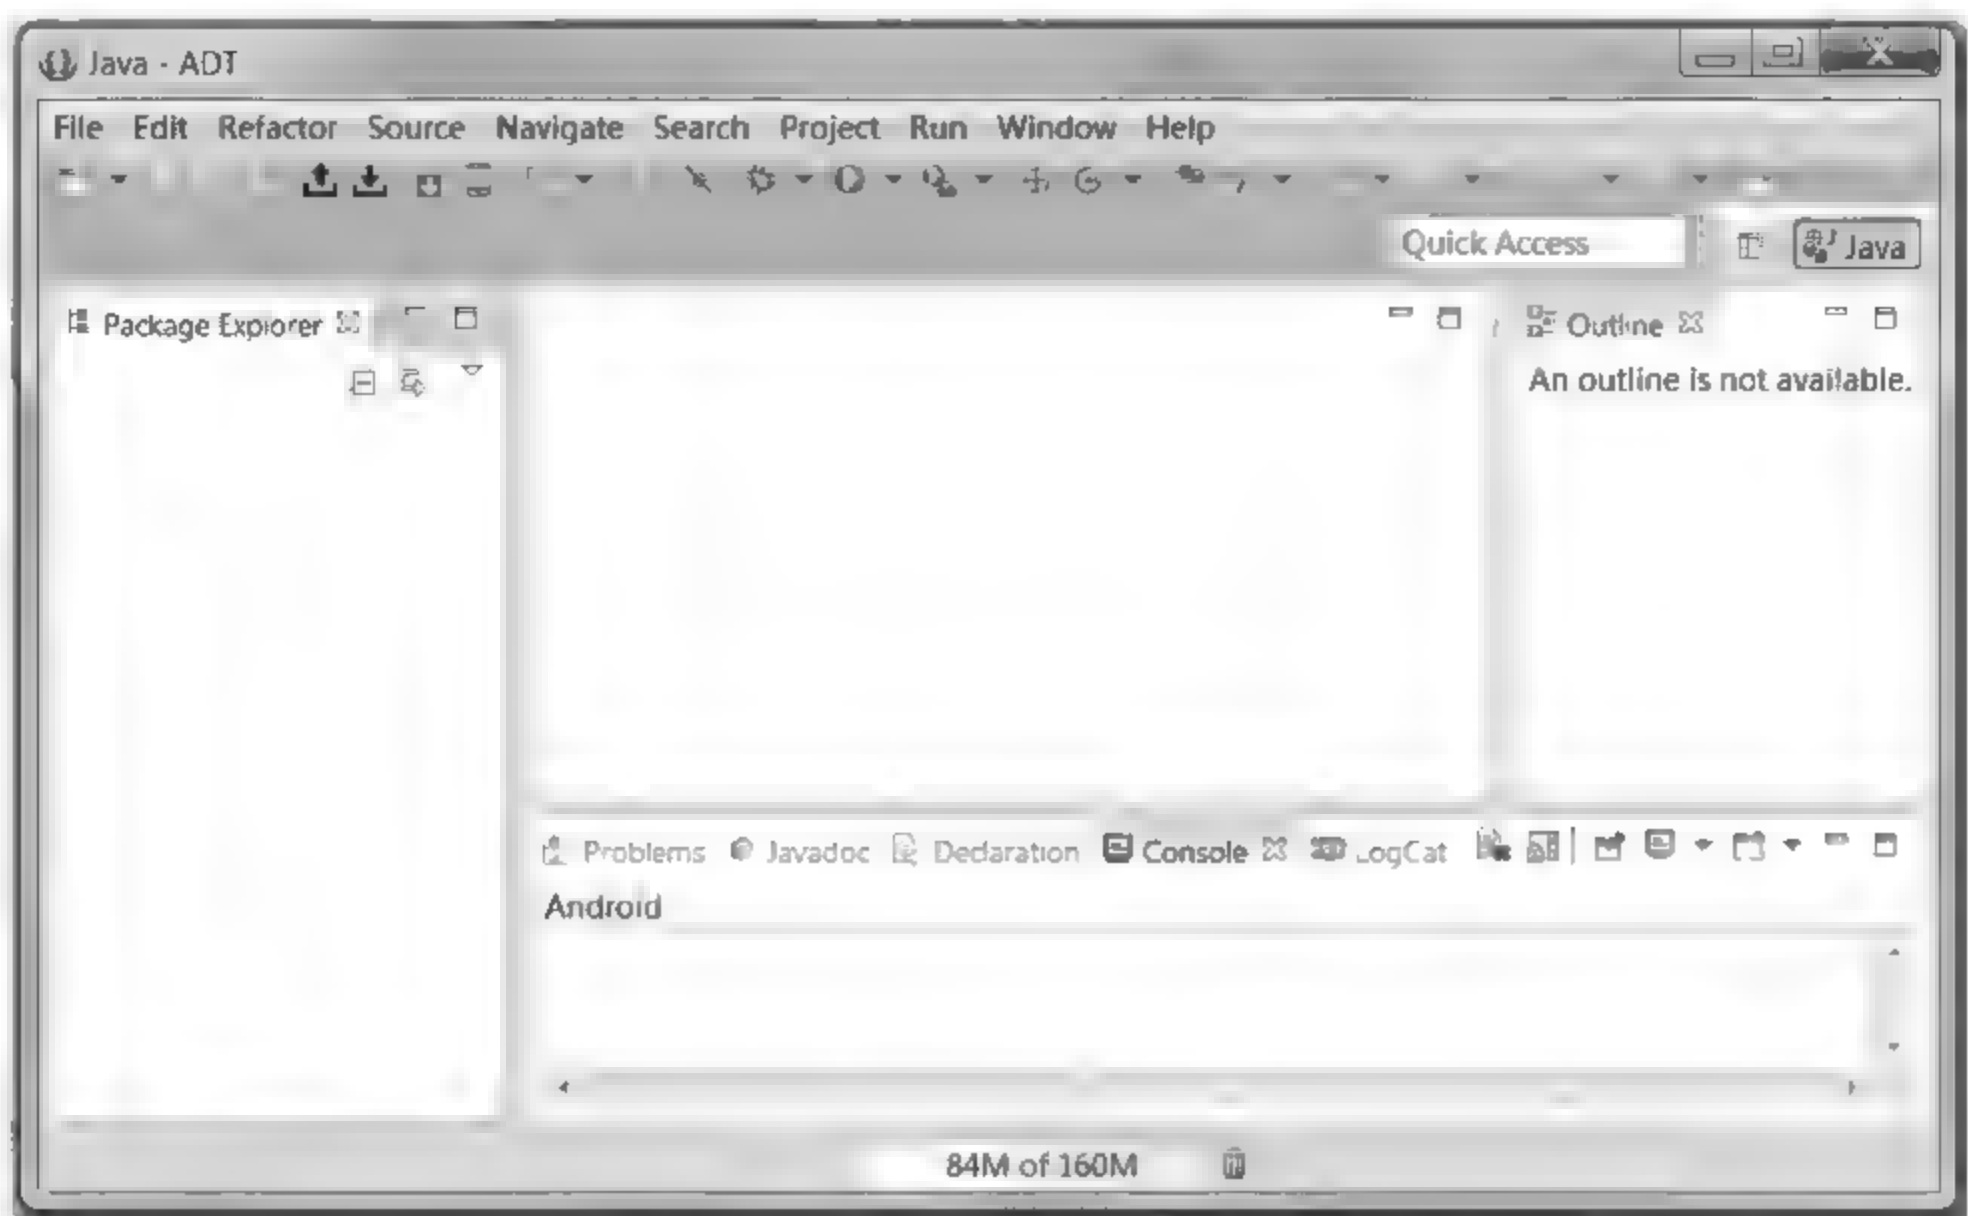 Java - ADT
File Edit Refactor Source Navigate Search Project Run Window Help
Quick Access
Java
Package Explorer
Outline
An outline is not available.
Problems Javadoc Declaration Console LogCat
Android
84M of 160M